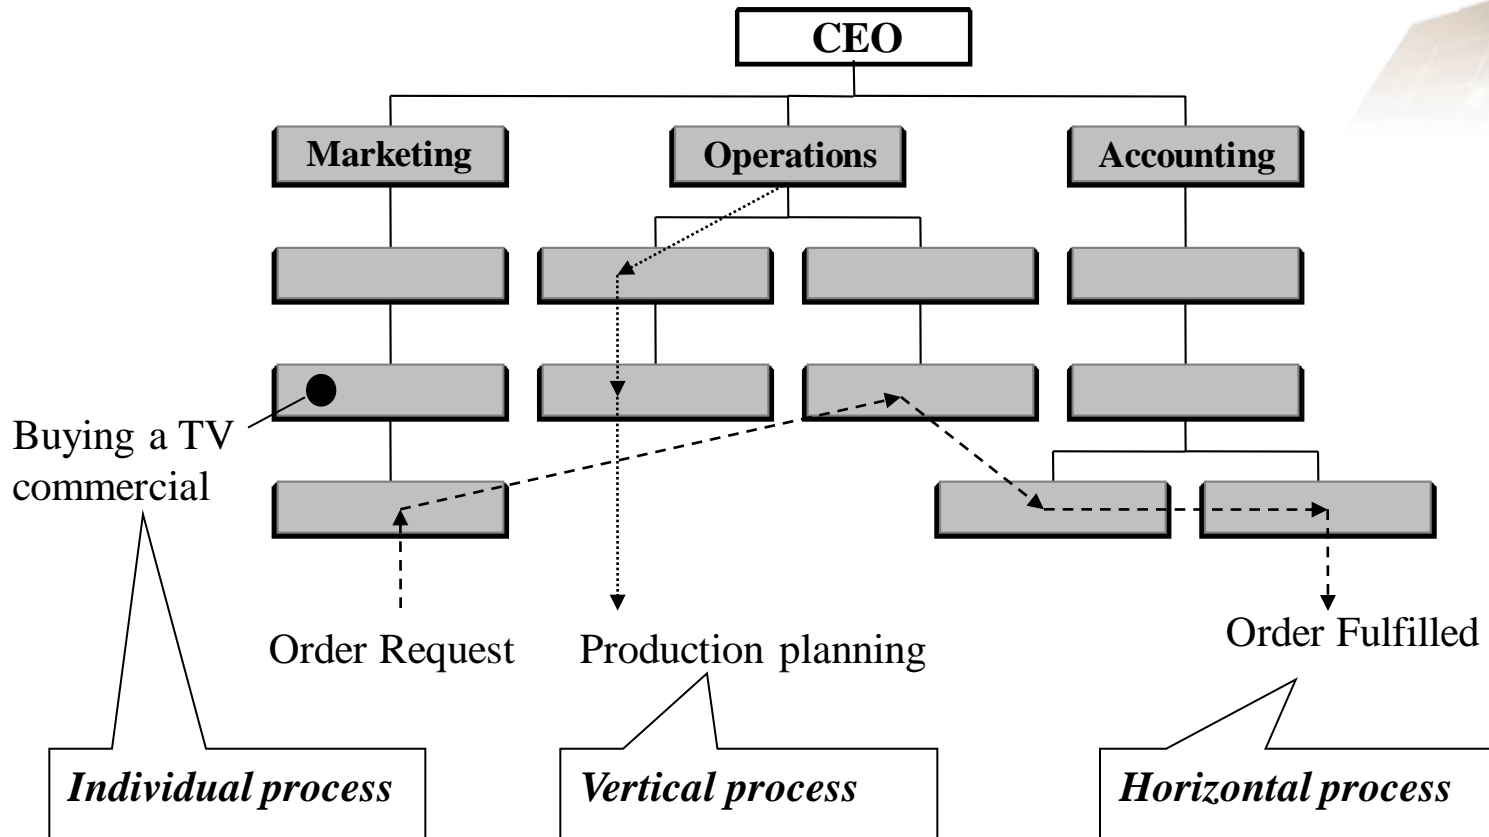 CEO
Marketing
Operations
Accounting
Buying a TV
commercial
Order Request
Production planning
Order Fulfilled
Individual process
Vertical process
Horizontal process